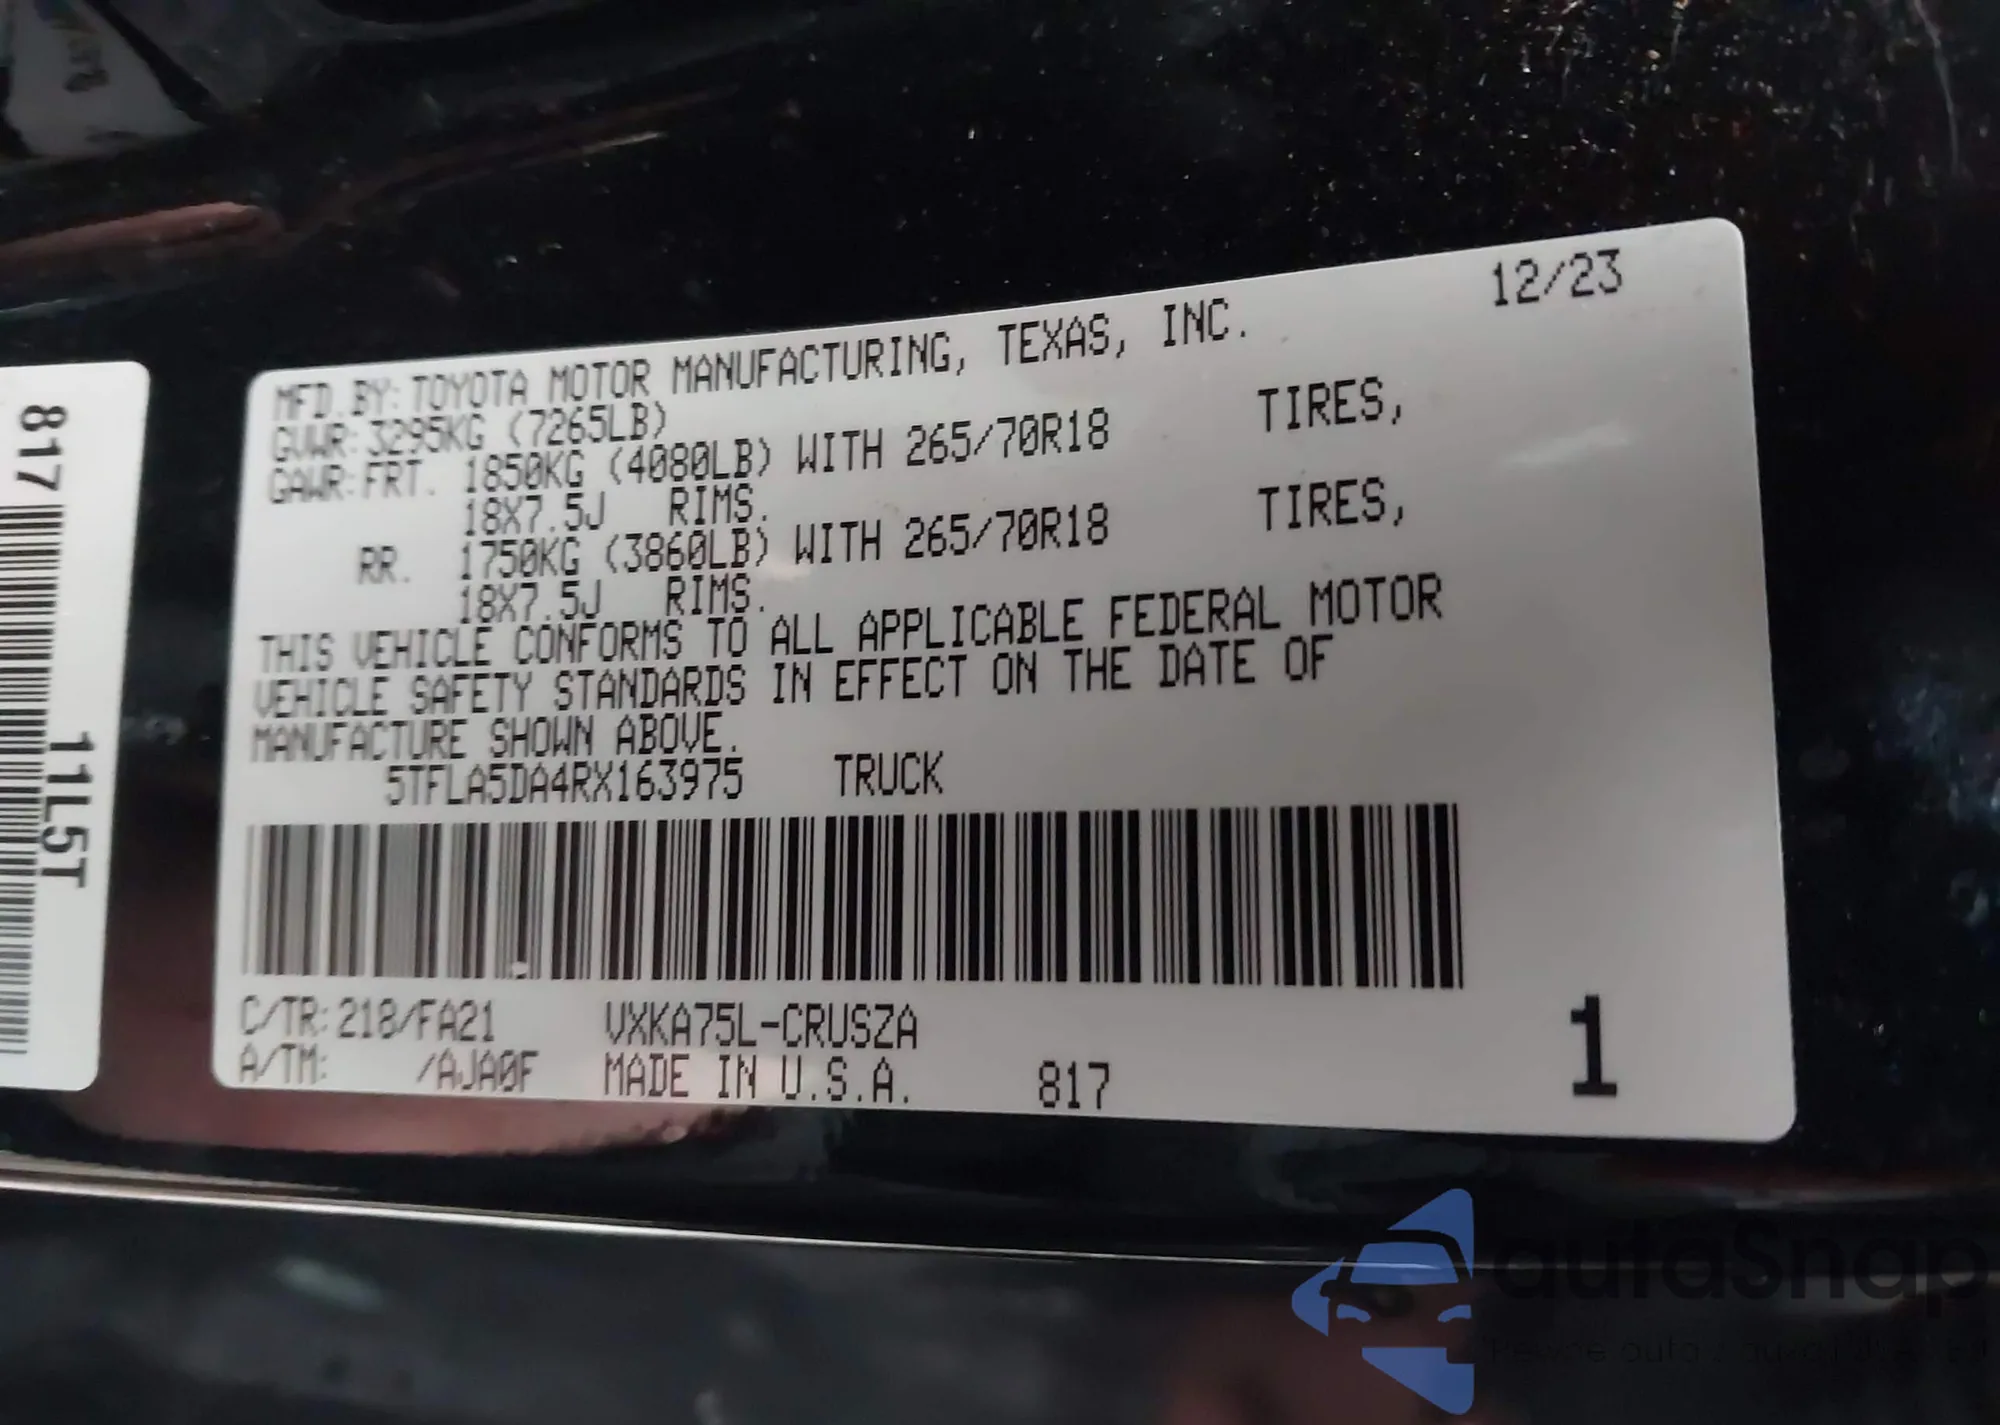 12/23
MFD.BY: TOYOTA MOTOR MANUFACTURING, TEXAS, INC.
GVWR: 3295KG (7265LB)
GAWR: FRT. 1850KG (4080LB) WITH 265/70R18 TIRES,
18X7.5J RIMS.
RR. 1750KG (3860LB) WITH 265/70R18 TIRES,
18X7.5J RIMS.
THIS VEHICLE CONFORMS TO ALL APPLICABLE FEDERAL MOTOR
VEHICLE SAFETY STANDARDS IN EFFECT ON THE DATE OF
MANUFACTURE SHOWN ABOVE.
5TFLA5DA4RX163975 TRUCK
C/TR: 218/FA21 VXKA75L-CRUSZA
A/TM: /AJA0F MADE IN U.S.A. 817
1
817
11L5T
autaSnap